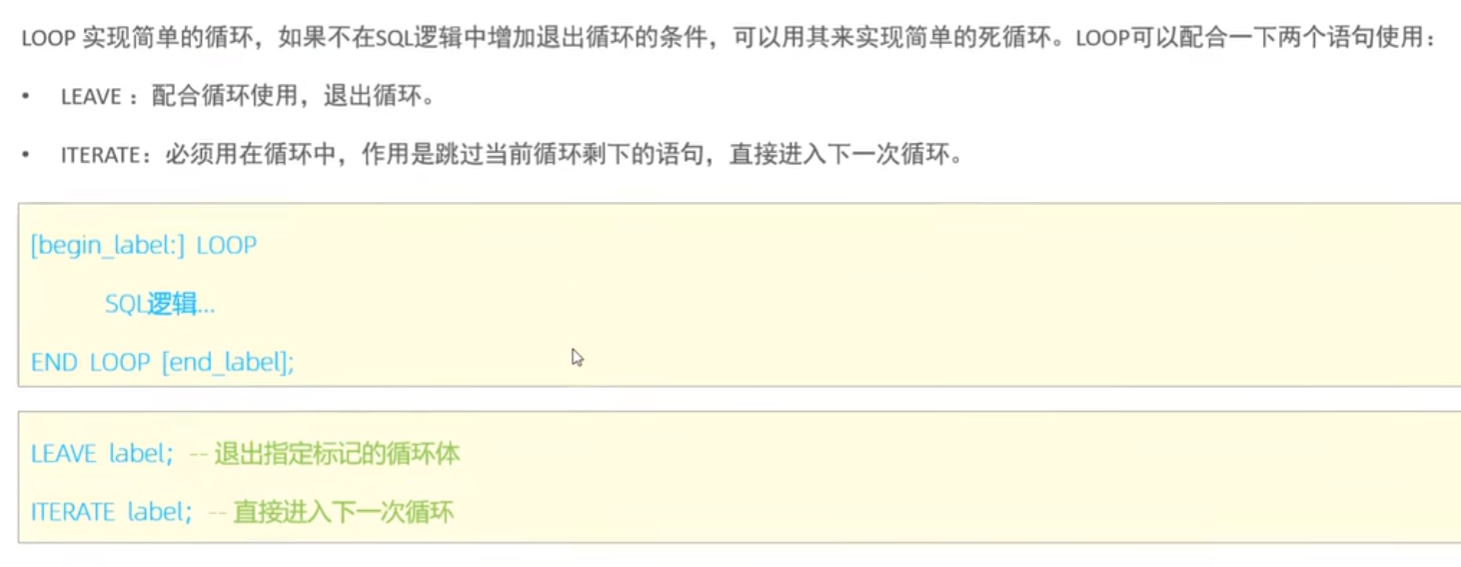 LOOP 实现简单的循环，如果不在SQL逻辑中增加退出循环的条件，可以用其来实现简单的死循环。LOOP可以配合一下两个语句使用：
• LEAVE ：配合循环使用，退出循环。
• ITERATE：必须用在循环中，作用是跳过当前循环剩下的语句，直接进入下一次循环。
[begin_label:] LOOP
SQL逻辑...
END LOOP [end_label];
LEAVE label; -- 退出指定标记的循环体
ITERATE label; -- 直接进入下一次循环